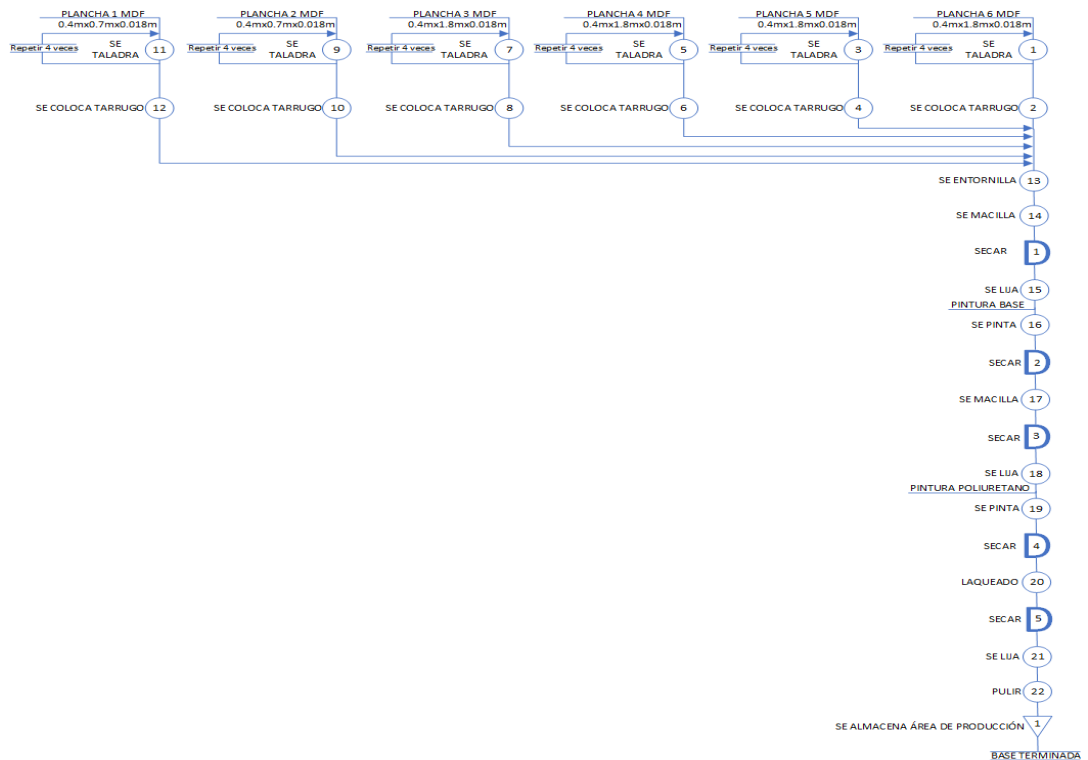 PLANCHA 1 MDF
0.4mx0.7mx0.018m
PLANCHA 2 MDF
0.4mx0.7mx0.018m
PLANCHA 3 MDF
0.4mx1.8mx0.018m
PLANCHA 4 MDF
0.4mx1.8mx0.018m
PLANCHA 5 MDF
0.4mx1.8mx0.018m
PLANCHA 6 MDF
0.4mx1.8mx0.018m
Repetir 4 veces
SE
TALADRA
11
Repetir 4 veces
SE
TALADRA
9
Repetir 4 veces
SE
TALADRA
7
Repetir 4 veces
SE
TALADRA
5
Repetir 4 veces
SE
TALADRA
3
Repetir 4 veces
SE
TALADRA
1
SE COLOCA TARRUGO 12
SE COLOCA TARRUGO 10
SE COLOCA TARRUGO 8
SE COLOCA TARRUGO 6
SE COLOCA TARRUGO 4
SE COLOCA TARRUGO 2
SE ENTORNILLA 13
SE MACILLA 14
SECAR 1
SE LIJA 15
PINTURA BASE
SE PINTA 16
SECAR 2
SE MACILLA 17
SECAR 3
SE LIJA 18
PINTURA POLIURETANO
SE PINTA 19
SECAR 4
LAQUEADO 20
SECAR 5
SE LIJA 21
PULIR 22
SE ALMACENA ÁREA DE PRODUCCIÓN 1
BASE TERMINADA